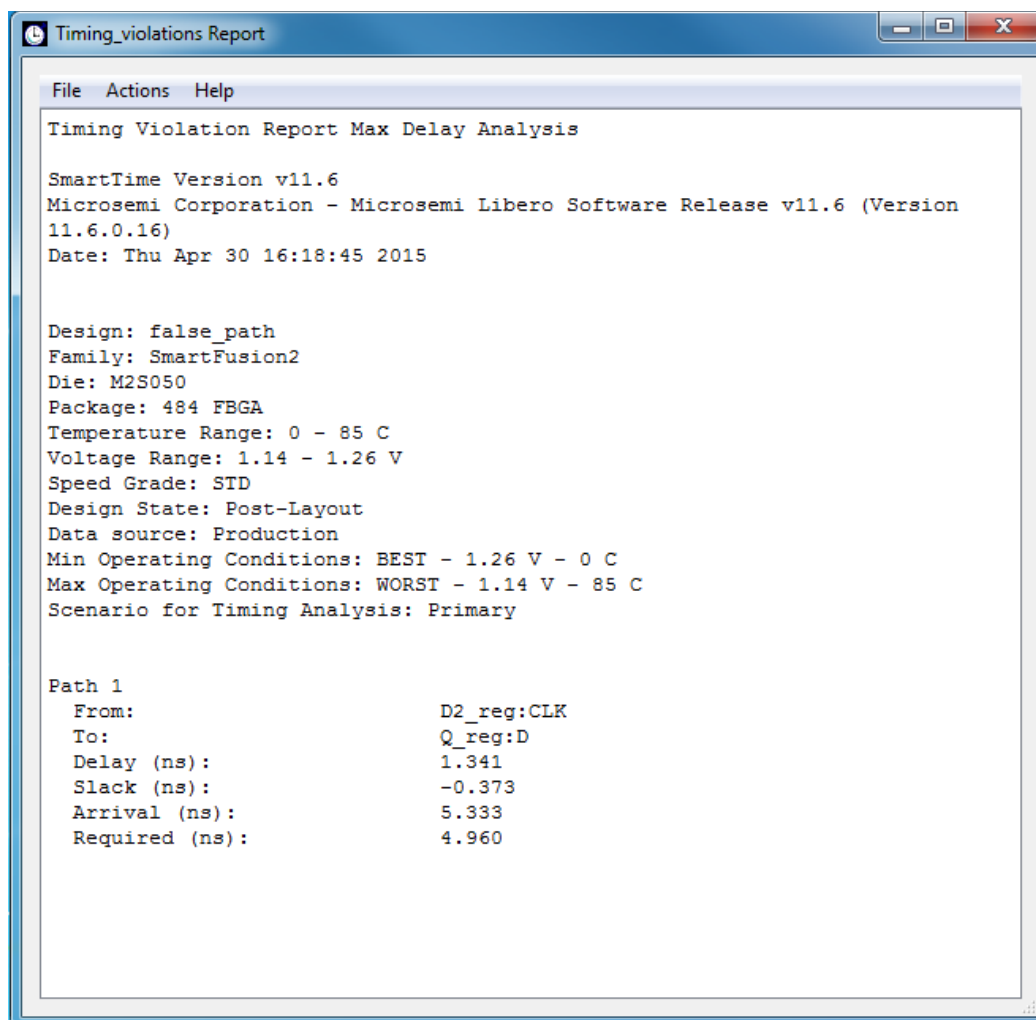 Timing_violations Report
File Actions Help
Timing Violation Report Max Delay Analysis
SmartTime Version v11.6
Microsemi Corporation - Microsemi Libero Software Release v11.6 (Version
11.6.0.16)
Date: Thu Apr 30 16:18:45 2015
Design: false_path
Family: SmartFusion2
Die: M2S050
Package: 484 FBGA
Temperature Range: 0 - 85 C
Voltage Range: 1.14 - 1.26 V
Speed Grade: STD
Design State: Post-Layout
Data source: Production
Min Operating Conditions: BEST - 1.26 V - 0 C
Max Operating Conditions: WORST - 1.14 V - 85 C
Scenario for Timing Analysis: Primary
Path 1
From: D2_reg:CLK
To: Q_reg:D
Delay (ns): 1.341
Slack (ns): -0.373
Arrival (ns): 5.333
Required (ns): 4.960